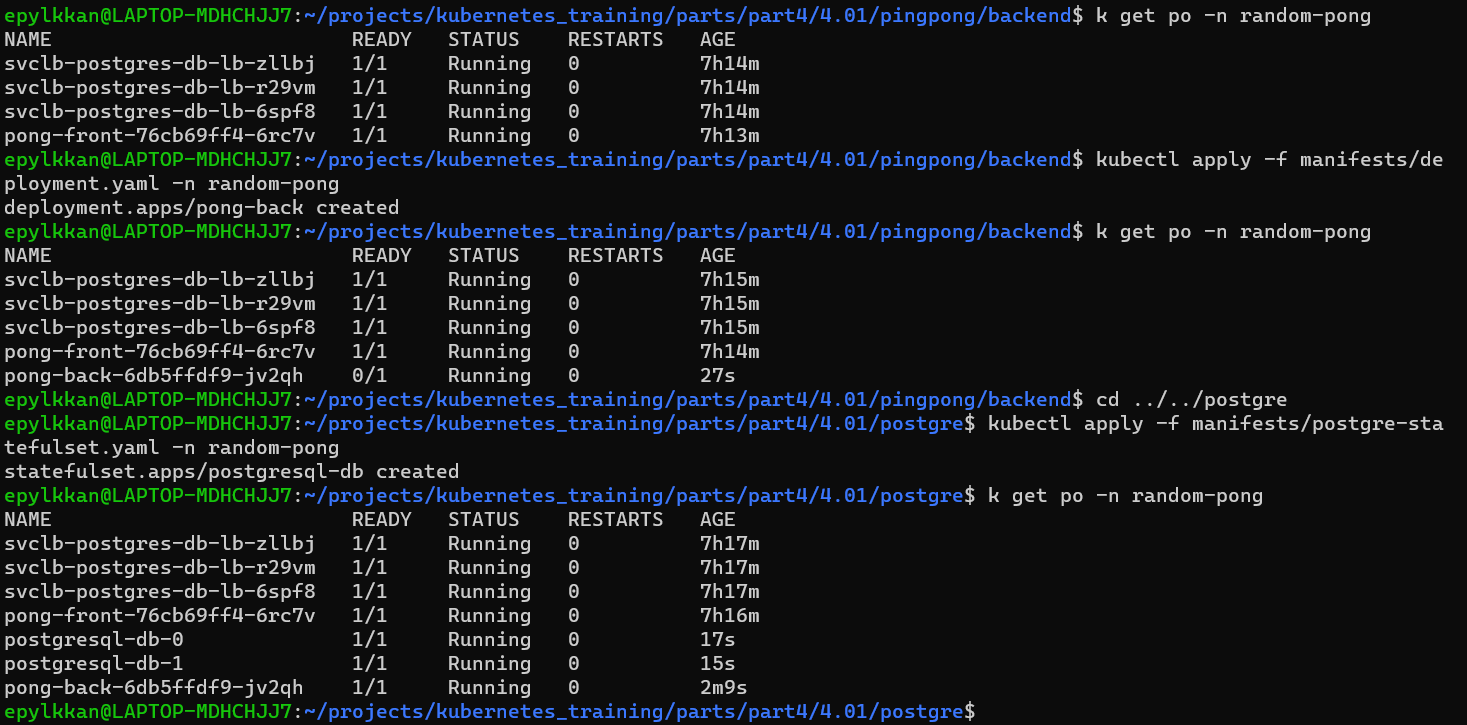 epylkkan@LAPTOP-MDHCHJJ7:~/projects/kubernetes_training/parts/part4/4.01/pingpong/backend$ k get po -n random-pong
NAME READY STATUS RESTARTS AGE
svclb-postgres-db-lb-zllbj 1/1 Running 0 7h14m
svclb-postgres-db-lb-r29vm 1/1 Running 0 7h14m
svclb-postgres-db-lb-6spf8 1/1 Running 0 7h14m
pong-front-76cb69ff4-6rc7v 1/1 Running 0 7h13m
epylkkan@LAPTOP-MDHCHJJ7:~/projects/kubernetes_training/parts/part4/4.01/pingpong/backend$ kubectl apply -f manifests/de
ployment.yaml -n random-pong
deployment.apps/pong-back created
epylkkan@LAPTOP-MDHCHJJ7:~/projects/kubernetes_training/parts/part4/4.01/pingpong/backend$ k get po -n random-pong
NAME READY STATUS RESTARTS AGE
svclb-postgres-db-lb-zllbj 1/1 Running 0 7h15m
svclb-postgres-db-lb-r29vm 1/1 Running 0 7h15m
svclb-postgres-db-lb-6spf8 1/1 Running 0 7h15m
pong-front-76cb69ff4-6rc7v 1/1 Running 0 7h14m
pong-back-6db5ffdf9-jv2qh 0/1 Running 0 27s
epylkkan@LAPTOP-MDHCHJJ7:~/projects/kubernetes_training/parts/part4/4.01/pingpong/backend$ cd ../../postgre
epylkkan@LAPTOP-MDHCHJJ7:~/projects/kubernetes_training/parts/part4/4.01/postgre$ kubectl apply -f manifests/postgre-sta
tefulset.yaml -n random-pong
statefulset.apps/postgresql-db created
epylkkan@LAPTOP-MDHCHJJ7:~/projects/kubernetes_training/parts/part4/4.01/postgre$ k get po -n random-pong
NAME READY STATUS RESTARTS AGE
svclb-postgres-db-lb-zllbj 1/1 Running 0 7h17m
svclb-postgres-db-lb-r29vm 1/1 Running 0 7h17m
svclb-postgres-db-lb-6spf8 1/1 Running 0 7h17m
pong-front-76cb69ff4-6rc7v 1/1 Running 0 7h16m
postgresql-db-0 1/1 Running 0 17s
postgresql-db-1 1/1 Running 0 15s
pong-back-6db5ffdf9-jv2qh 1/1 Running 0 2m9s
epylkkan@LAPTOP-MDHCHJJ7:~/projects/kubernetes_training/parts/part4/4.01/postgre$